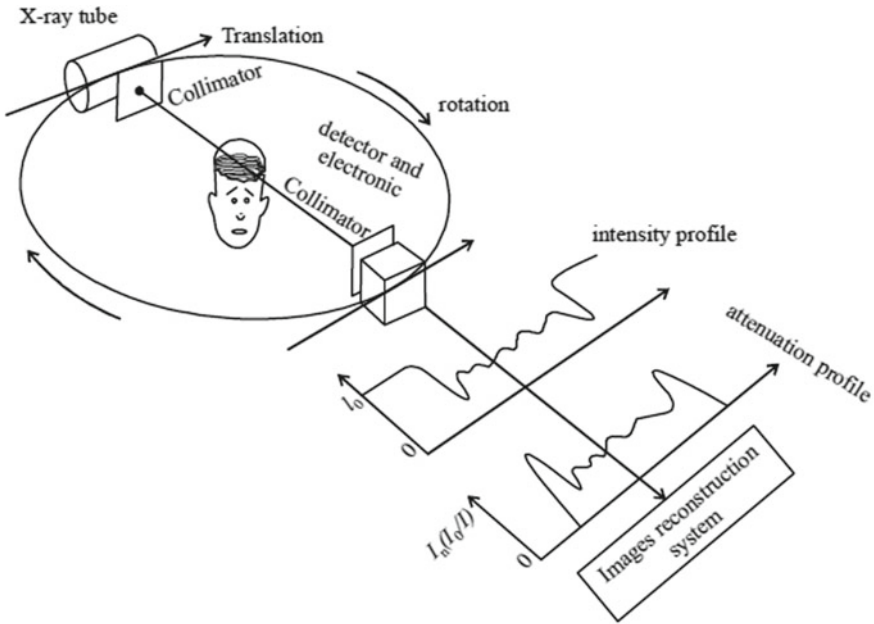 X-ray tube
Translation
Collimator
rotation
detector and
electronic
Collimator
intensity profile
attenuation profile
I₀
0
Iₙ(I₀/I)
0
Images reconstruction
system